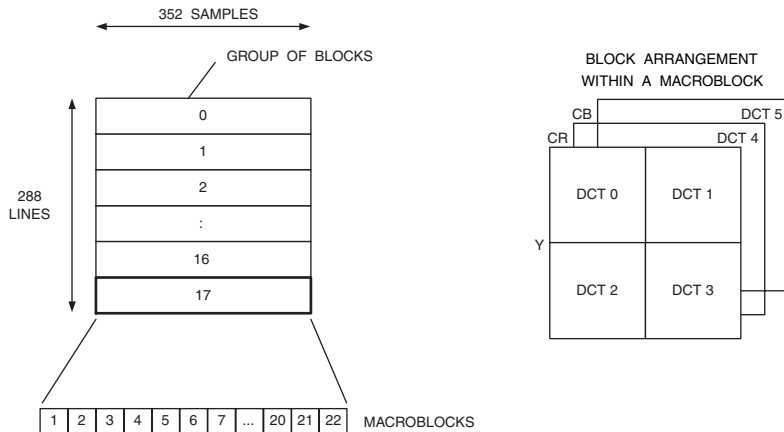 352 SAMPLES
GROUP OF BLOCKS
0
1
2
:
16
17
288
LINES
1 2 3 4 5 6 7 ... 20 21 22 MACROBLOCKS
BLOCK ARRANGEMENT
WITHIN A MACROBLOCK
CB DCT 5
CR DCT 4
DCT 0 DCT 1
Y
DCT 2 DCT 3